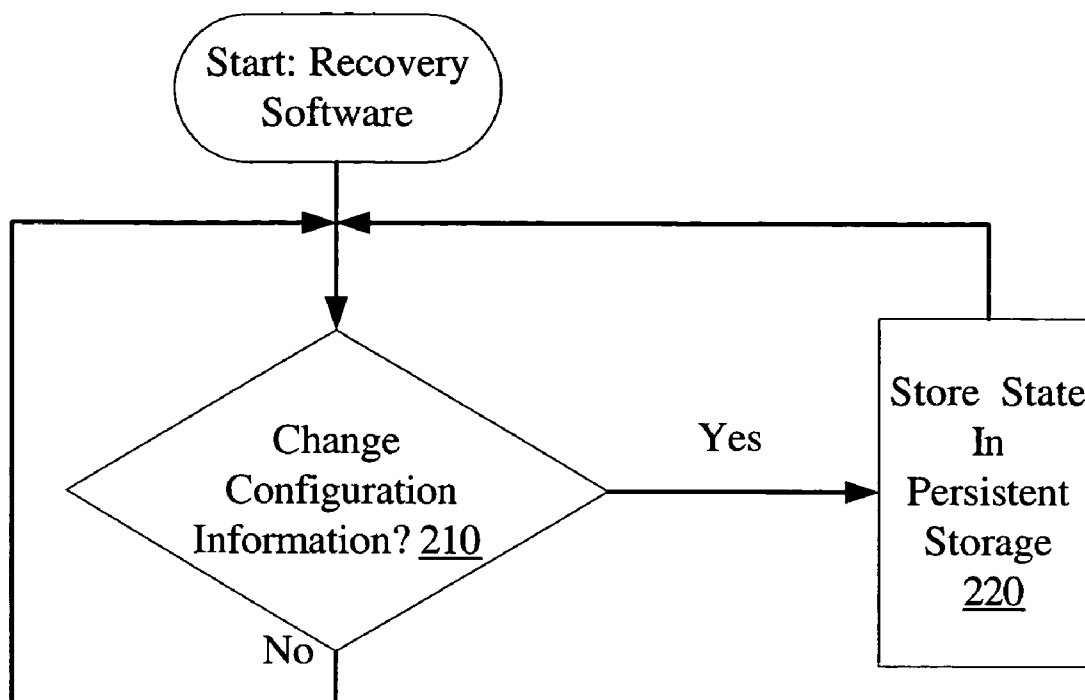 Start: Recovery
Software
Change
Configuration
Information? 210
Yes
Store State
In
Persistent
Storage
220
No